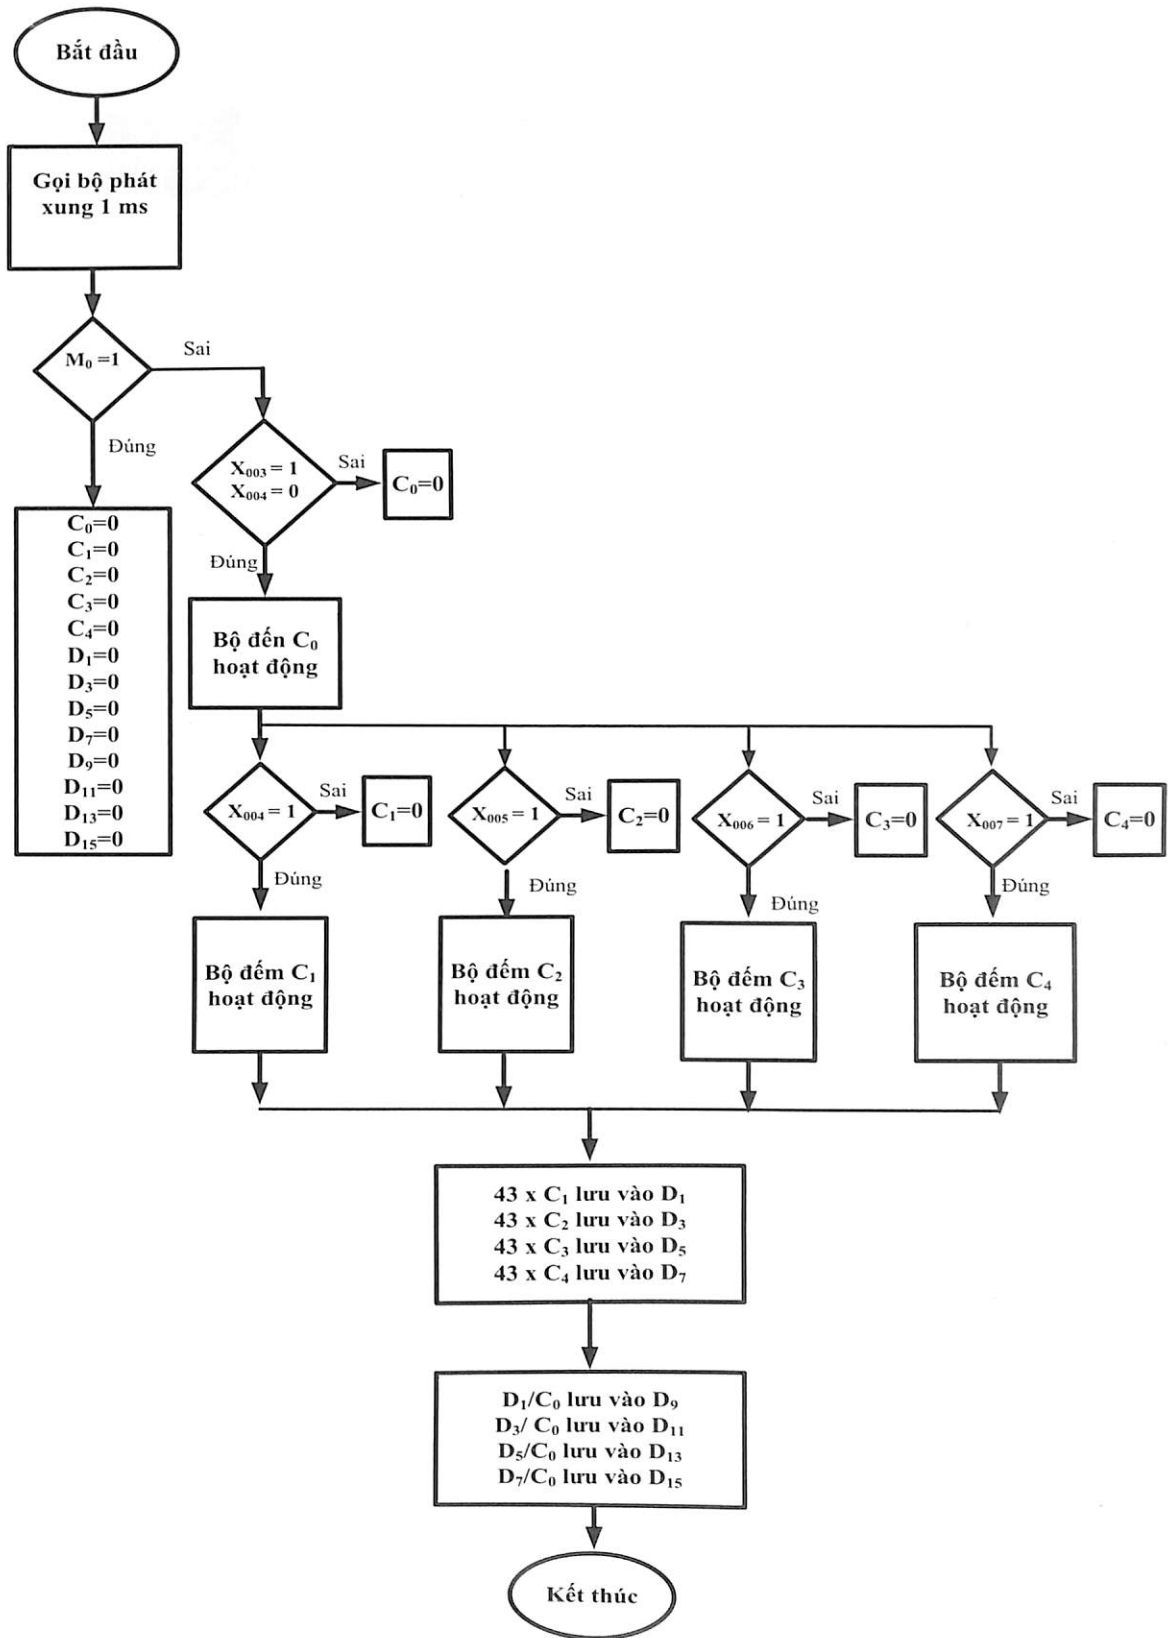 Bắt đầu
Gọi bộ phát
xung 1 ms
M₀ =1
Sai
Đúng
X₀₀₃ = 1
X₀₀₄ = 0
Sai
C₀=0
Đúng
C₀=0
C₁=0
C₂=0
C₃=0
C₄=0
D₁=0
D₃=0
D₅=0
D₇=0
D₉=0
D₁₁=0
D₁₃=0
D₁₅=0
Bộ đến C₀
hoạt động
X₀₀₄ = 1
Sai
C₁=0
X₀₀₅ = 1
Sai
C₂=0
X₀₀₆ = 1
Sai
C₃=0
X₀₀₇ = 1
Sai
C₄=0
Đúng
Đúng
Đúng
Đúng
Bộ đếm C₁
hoạt động
Bộ đếm C₂
hoạt động
Bộ đếm C₃
hoạt động
Bộ đếm C₄
hoạt động
43 x C₁ lưu vào D₁
43 x C₂ lưu vào D₃
43 x C₃ lưu vào D₅
43 x C₄ lưu vào D₇
D₁/C₀ lưu vào D₉
D₃/ C₀ lưu vào D₁₁
D₅/C₀ lưu vào D₁₃
D₇/C₀ lưu vào D₁₅
Kết thúc